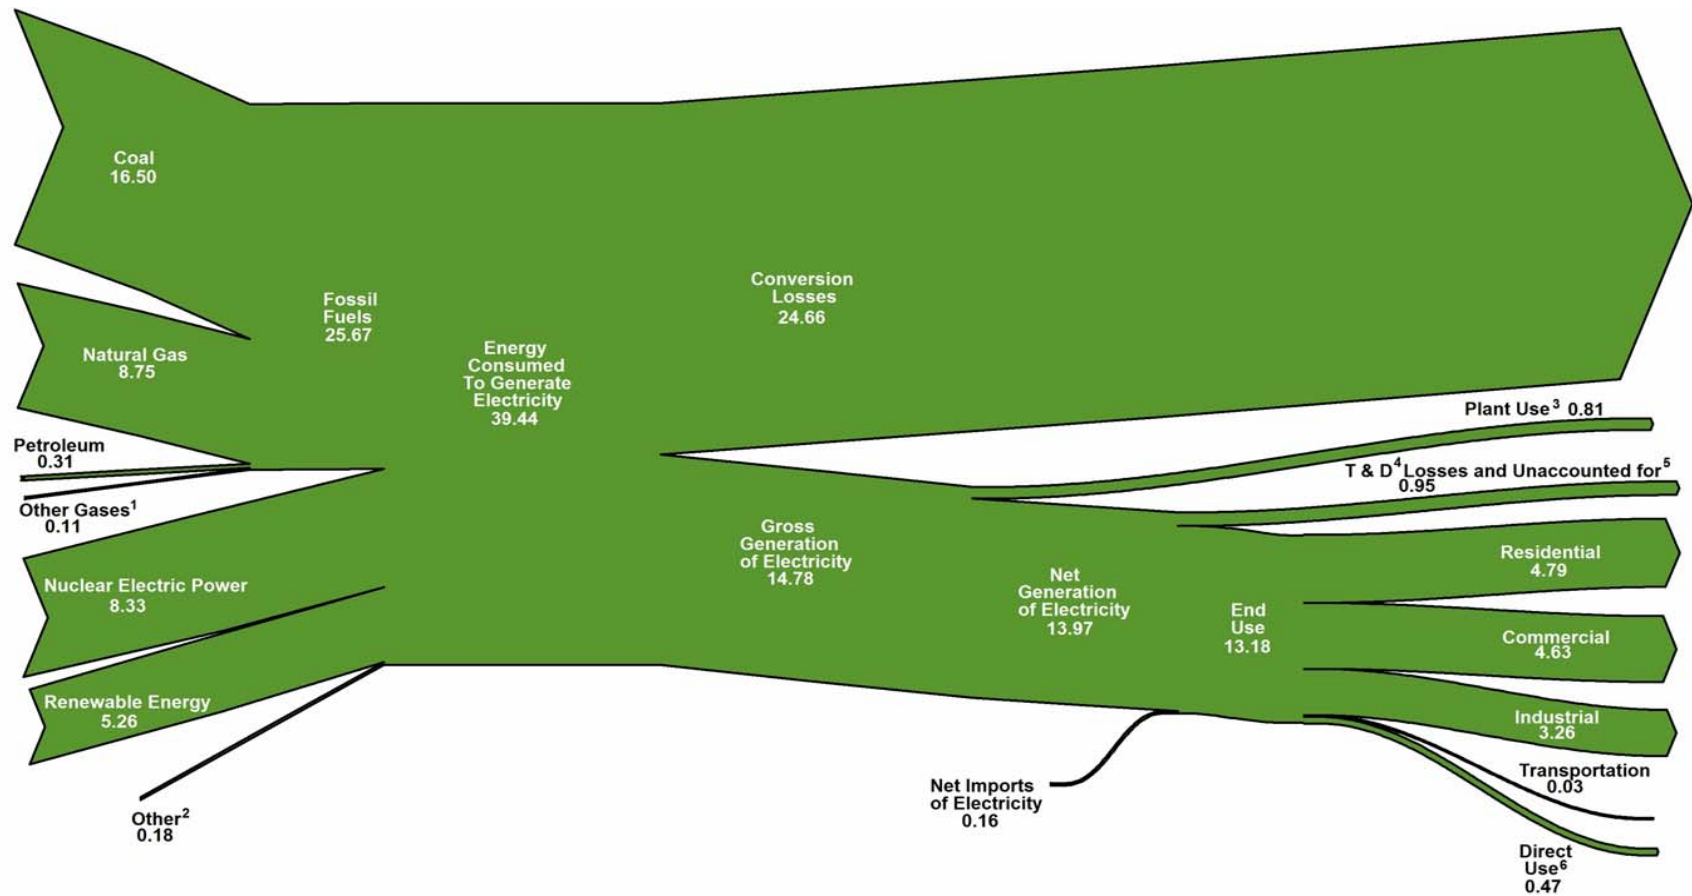 Coal
16.50
Natural Gas
8.75
Petroleum
0.31
Other Gases1
0.11
Nuclear Electric Power
8.33
Renewable Energy
5.26
Other2
0.18
Fossil
Fuels
25.67
Energy
Consumed
To Generate
Electricity
39.44
Conversion
Losses
24.66
Gross
Generation
of Electricity
14.78
Net
Generation
of Electricity
13.97
Net Imports
of Electricity
0.16
End
Use
13.18
Plant Use3 0.81
T & D4 Losses and Unaccounted for5
0.95
Residential
4.79
Commercial
4.63
Industrial
3.26
Transportation
0.03
Direct
Use6
0.47